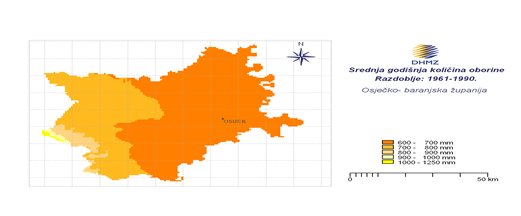 N
DHMZ
Srednja godišnja količina oborine
Razdoblje: 1961-1990.
Osječko- baranjska županija
OSIJEK
600 - 700 mm
700 - 800 mm
800 - 900 mm
900 - 1000 mm
1000 - 1250 mm
0 50 km